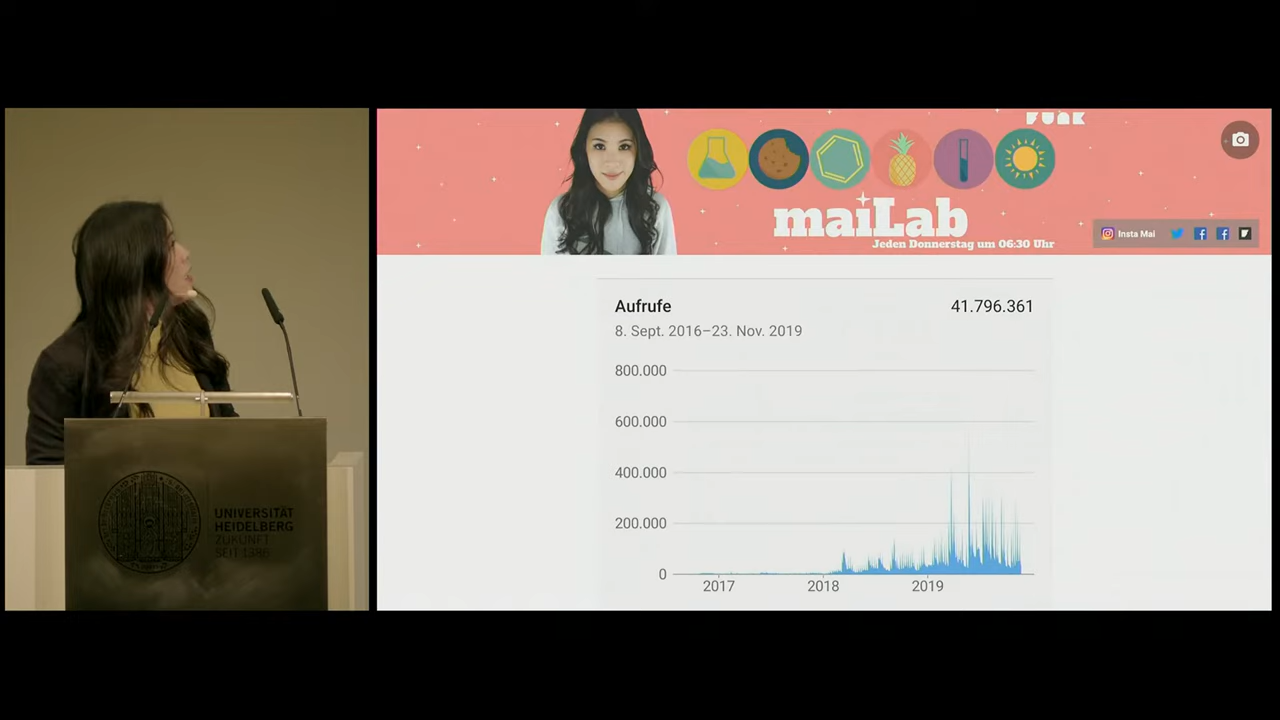 UNIVERSITÄT
HEIDELBERG
ZUKUNFT
SEIT 1386
FUNK
maiLab
Jeden Donnerstag um 06:30 Uhr
Insta Mai
Aufrufe 41.796.361
8. Sept. 2016–23. Nov. 2019
800.000
600.000
400.000
200.000
0
2017 2018 2019